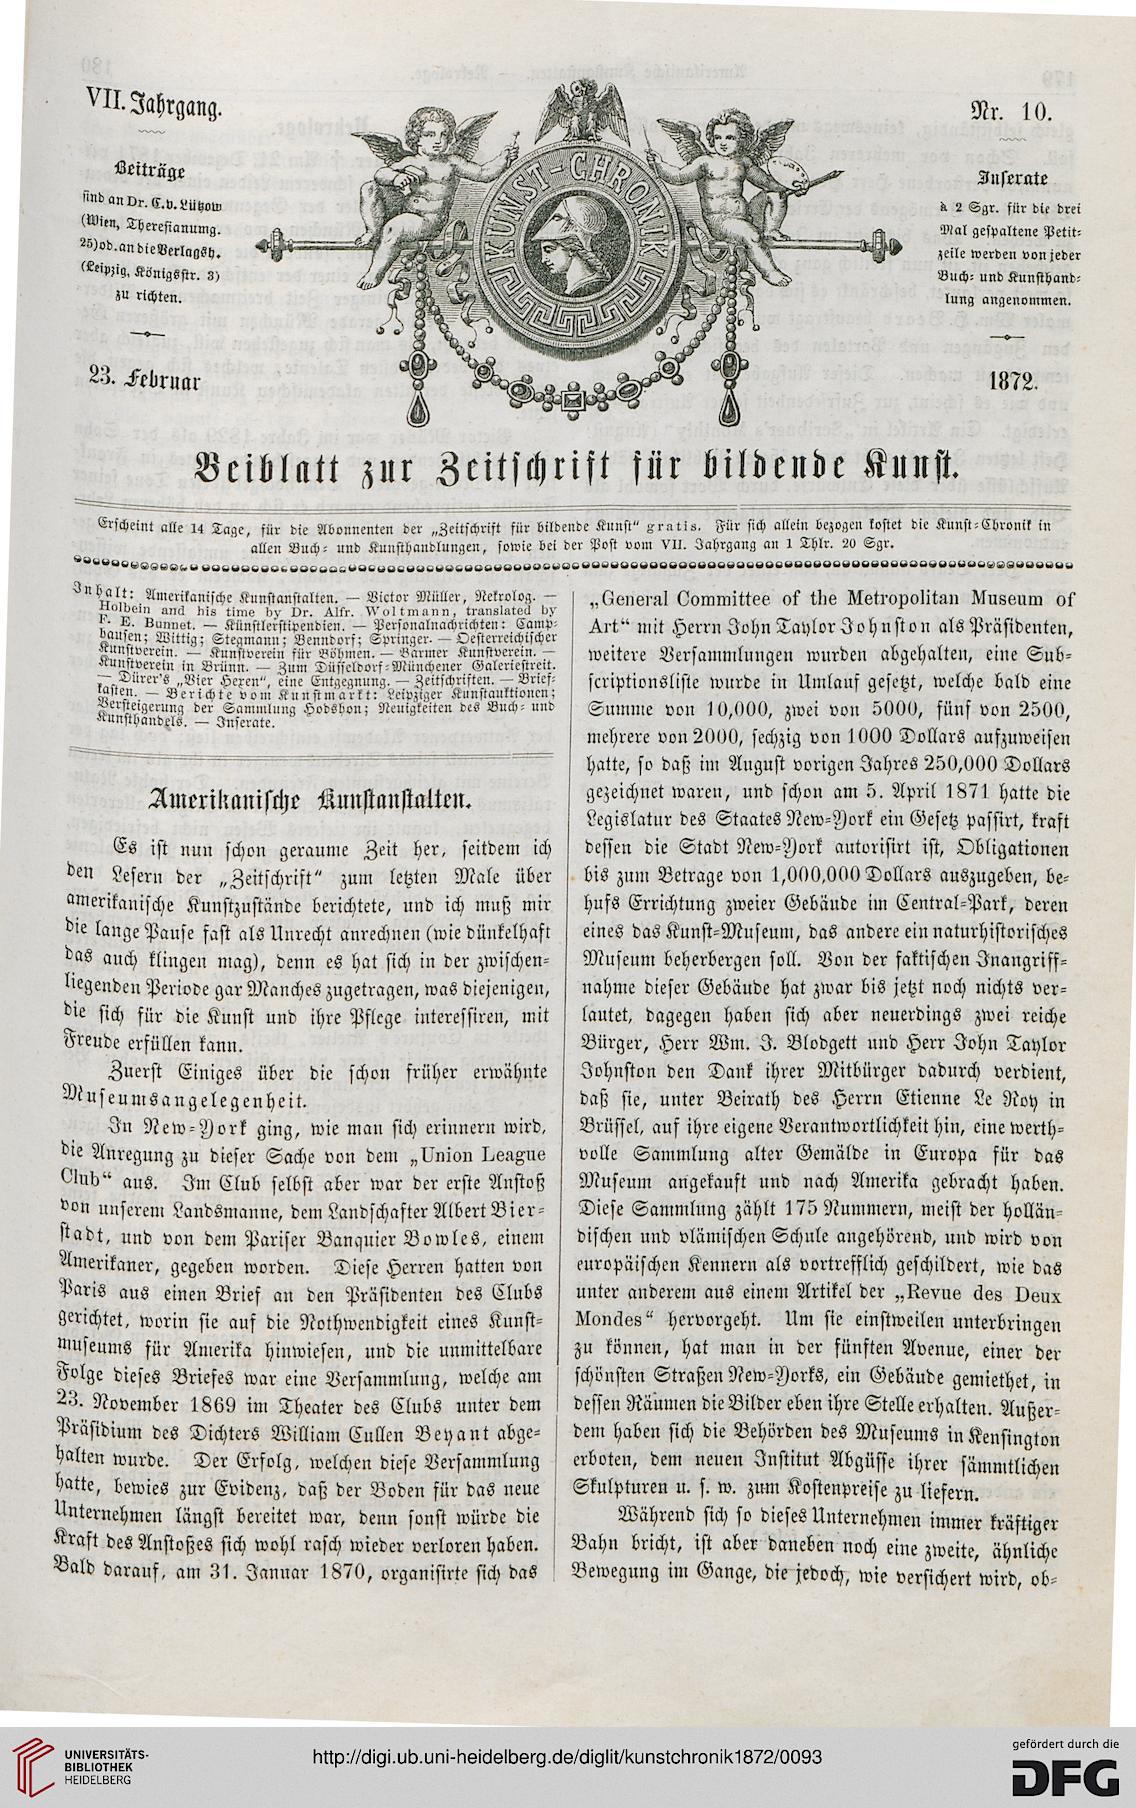 VII. Jahrgang.
Nr. 10.
Beiträge
sind an Dr. C. v. Lützow
(Wien, Theresianumg.
25) od. an die Verlagsh.
(Leipzig, Königsstr. 3)
zu richten.
23. Februar
KUNST-CHRONIK
Inserate
à 2 Sgr. für die drei
Mal gespaltene Petit-
zeile werden von jeder
Buch- und Kunsthand-
lung angenommen.
1872.
Beiblatt zur Zeitschrift für bildende Kunst.
Erscheint alle 14 Tage, für die Abonnenten der „Zeitschrift für bildende Kunst“ gratis. Für sich allein bezogen kostet die Kunst-Chronik in
allen Buch- und Kunsthandlungen, sowie bei der Post vom VII. Jahrgang an 1 Thlr. 20 Sgr.
Inhalt: Amerikanische Kunstanstalten. — Victor Müller, Nekrolog. —
Holbein and his time by Dr. Alfr. Woltmann, translated by
F. E. Bunnet. — Künstlerstipendien. — Personalnachrichten: Camp-
hausen; Wittig; Stegmann; Benndorf; Springer. — Oesterreichischer
Kunstverein. — Kunstverein für Böhmen. — Barmer Kunstverein. —
Kunstverein in Brünn. — Zum Düsseldorf-Münchener Galeriestreit.
— Dürer's „Vier Hexen“, eine Entgegnung. — Zeitschriften. — Brief-
kasten. — Berichte vom Kunstmarkt: Leipziger Kunstauktionen;
Versteigerung der Sammlung Hodshon; Neuigkeiten des Buch- und
Kunsthandels. — Inserate.
Amerikanische Kunstanstalten.
Es ist nun schon geraume Zeit her, seitdem ich
den Lesern der „Zeitschrift“ zum letzten Male über
amerikanische Kunstzustände berichtete, und ich muß mir
die lange Pause fast als Unrecht anrechnen (wie dünkelhaft
das auch klingen mag), denn es hat sich in der zwischen-
liegenden Periode gar Manches zugetragen, was diejenigen,
die sich für die Kunst und ihre Pflege interessiren, mit
Freude erfüllen kann.
Zuerst Einiges über die schon früher erwähnte
Museumsangelegenheit.
In New-York ging, wie man sich erinnern wird,
die Anregung zu dieser Sache von dem „Union League
Club“ aus. Im Club selbst aber war der erste Anstoß
von unserem Landsmanne, dem Landschafter Albert Bier-
stadt, und von dem Pariser Banquier Bowles, einem
Amerikaner, gegeben worden. Diese Herren hatten von
Paris aus einen Brief an den Präsidenten des Clubs
gerichtet, worin sie auf die Nothwendigkeit eines Kunst-
museums für Amerika hinwiesen, und die unmittelbare
Folge dieses Briefes war eine Versammlung, welche am
23. November 1869 im Theater des Clubs unter dem
Präsidium des Dichters William Cullen Beyant abge-
halten wurde. Der Erfolg, welchen diese Versammlung
hatte, bewies zur Evidenz, daß der Boden für das neue
Unternehmen längst bereitet war, denn sonst würde die
Kraft des Anstoßes sich wohl rasch wieder verloren haben.
Bald darauf, am 31. Januar 1870, organisirte sich das
„General Committee of the Metropolitan Museum of
Art“ mit Herrn John Taylor Johnston als Präsidenten,
weitere Versammlungen wurden abgehalten, eine Sub-
scriptionsliste wurde in Umlauf gesetzt, welche bald eine
Summe von 10,000, zwei von 5000, fünf von 2500,
mehrere von 2000, sechzig von 1000 Dollars aufzuweisen
hatte, so daß im August vorigen Jahres 250,000 Dollars
gezeichnet waren, und schon am 5. April 1871 hatte die
Legislatur des Staates New-York ein Gesetz passirt, kraft
dessen die Stadt New-York autorisirt ist, Obligationen
bis zum Betrage von 1,000,000 Dollars auszugeben, be-
hufs Errichtung zweier Gebäude im Central-Park, deren
eines das Kunst-Museum, das andere ein naturhistorisches
Museum beherbergen soll. Von der faktischen Inangriff-
nahme dieser Gebäude hat zwar bis jetzt noch nichts ver-
lautet, dagegen haben sich aber neuerdings zwei reiche
Bürger, Herr Wm. J. Blodgett und Herr John Taylor
Johnston den Dank ihrer Mitbürger dadurch verdient,
daß sie, unter Beirath des Herrn Etienne Le Roy in
Brüssel, auf ihre eigene Verantwortlichkeit hin, eine werth-
volle Sammlung alter Gemälde in Europa für das
Museum angekauft und nach Amerika gebracht haben.
Diese Sammlung zählt 175 Nummern, meist der hollän-
dischen und vlämischen Schule angehörend, und wird von
europäischen Kennern als vortrefflich geschildert, wie das
unter anderem aus einem Artikel der „Revue des Deux
Mondes“ hervorgeht. Um sie einstweilen unterbringen
zu können, hat man in der fünften Avenue, einer der
schönsten Straßen New-Yorks, ein Gebäude gemiethet, in
dessen Räumen die Bilder eben ihre Stelle erhalten. Außer-
dem haben sich die Behörden des Museums in Kensington
erboten, dem neuen Institut Abgüsse ihrer sämmtlichen
Skulpturen u. s. w. zum Kostenpreise zu liefern.
Während sich so dieses Unternehmen immer kräftiger
Bahn bricht, ist aber daneben noch eine zweite, ähnliche
Bewegung im Gange, die jedoch, wie versichert wird, ob-
UNIVERSITÄTS-
BIBLIOTHEK
HEIDELBERG
http://digi.ub.uni-heidelberg.de/diglit/kunstchronik1872/0093
gefördert durch die
DFG